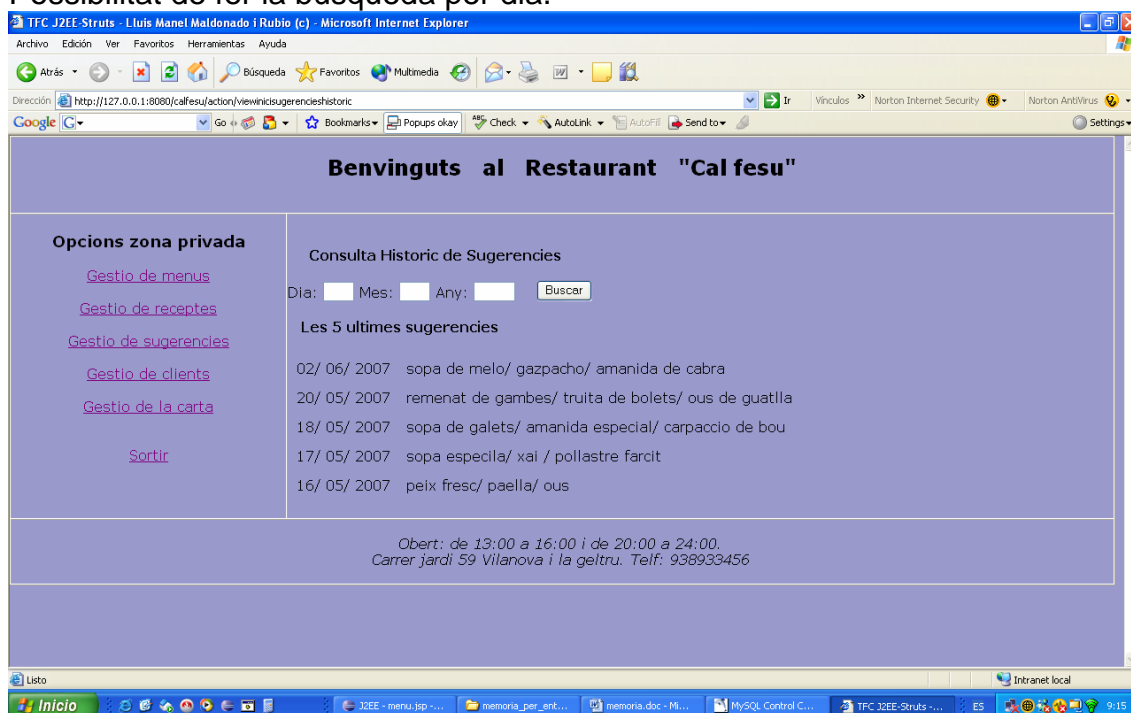 Possibilitat de fer la búsqueda per dia.
TFC J2EE-Struts - Lluis Manel Maldonado i Rubio (c) - Microsoft Internet Explorer
Archivo Edición Ver Favoritos Herramientas Ayuda
Atrás Búsqueda Favoritos Multimedia
Dirección http://127.0.0.1:8080/calfesu/action/viewinicisugerencieshistoric Ir Vínculos » Norton Internet Security Norton AntiVirus
Google G Go Bookmarks Popups okay Check AutoLink AutoFill Send to Settings
Benvinguts al Restaurant "Cal fesu"
Opcions zona privada
Gestio de menus
Gestio de receptes
Gestio de sugerencies
Gestio de clients
Gestio de la carta
Sortir
Consulta Historic de Sugerencies
Dia: Mes: Any: Buscar
Les 5 ultimes sugerencies
02/ 06/ 2007 sopa de melo/ gazpacho/ amanida de cabra
20/ 05/ 2007 remenat de gambes/ truita de bolets/ ous de guatlla
18/ 05/ 2007 sopa de galets/ amanida especial/ carpaccio de bou
17/ 05/ 2007 sopa especila/ xai / pollastre farcit
16/ 05/ 2007 peix fresc/ paella/ ous
Obert: de 13:00 a 16:00 i de 20:00 a 24:00.
Carrer jardi 59 Vilanova i la geltru. Telf: 938933456
Listo Intranet local
Inicio J2EE - menu.jsp -... memoria_per_ent... memoria.doc - Mi... MySQL Control C... TFC J2EE-Struts -... ES 9:15